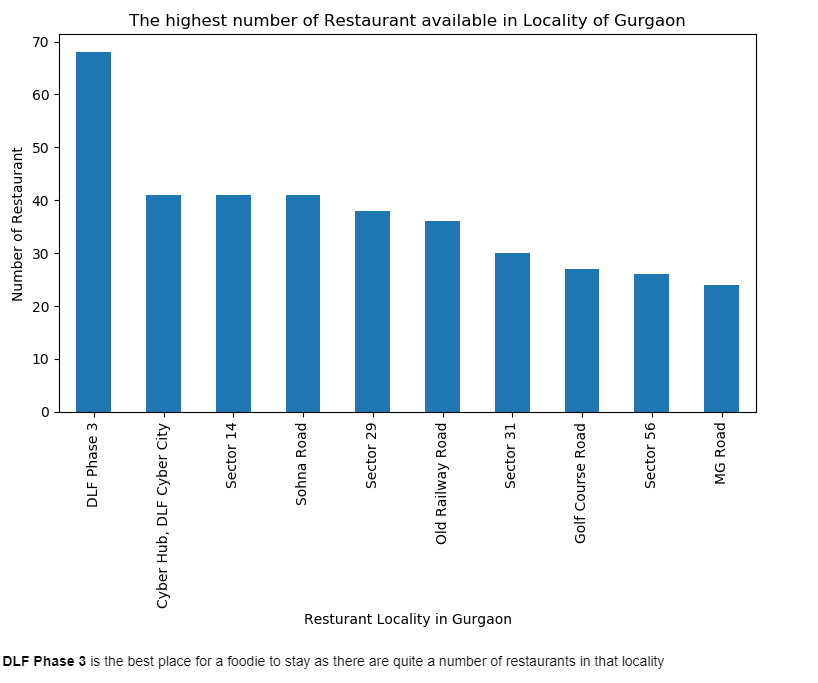 The highest number of Restaurant available in Locality of Gurgaon
Number of Restaurant
70
60
50
40
30
20
10
0
DLF Phase 3
Cyber Hub, DLF Cyber City
Sector 14
Sohna Road
Sector 29
Old Railway Road
Sector 31
Golf Course Road
Sector 56
MG Road
Resturant Locality in Gurgaon
DLF Phase 3 is the best place for a foodie to stay as there are quite a number of restaurants in that locality